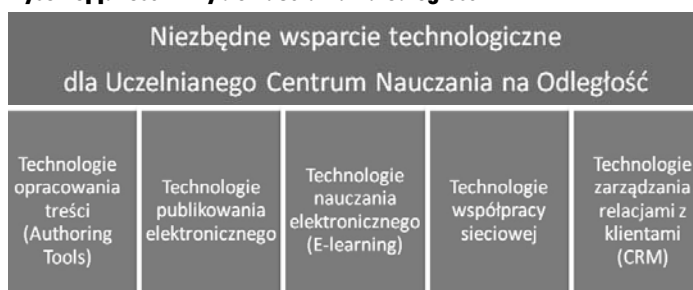 Niezbędne wsparcie technologiczne
dla Uczelnianego Centrum Nauczania na Odległość
Technologie
opracowania
treści
(Authoring
Tools)
Technologie
publikowania
elektronicznego
Technologie
nauczania
elektronicznego
(E-learning)
Technologie
współpracy
sieciowej
Technologie
zarządzania
relacjami z
klientami
(CRM)